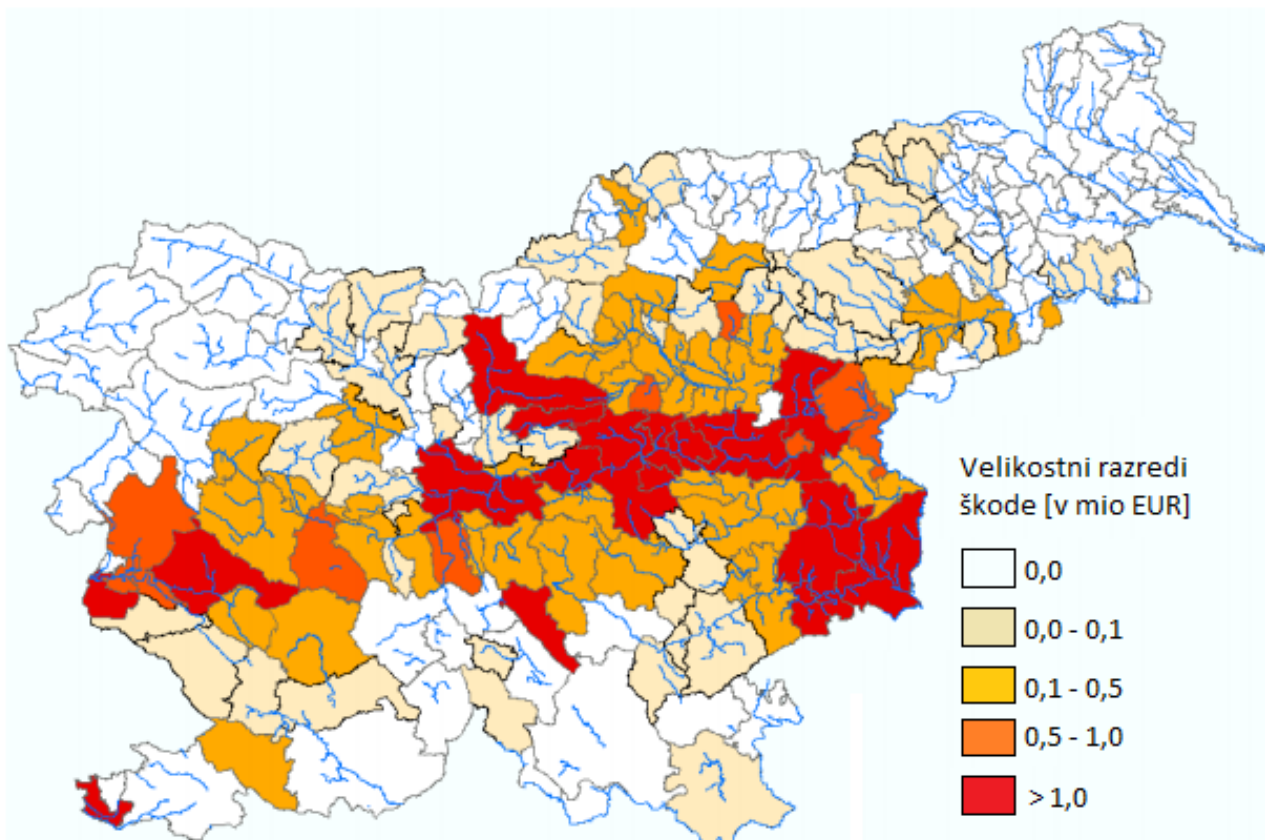 Velikostni razredi
škode [v mio EUR]
0,0
0,0 - 0,1
0,1 - 0,5
0,5 - 1,0
> 1,0